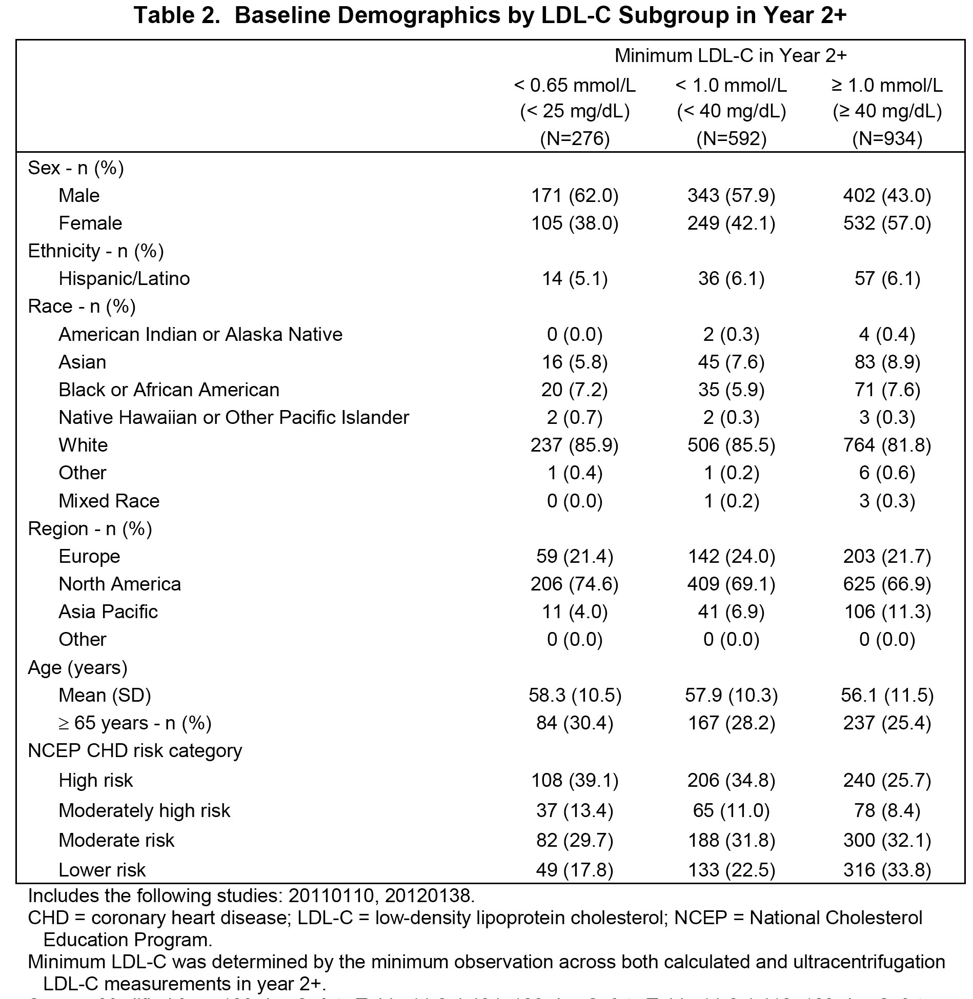 Table 2. Baseline Demographics by LDL-C Subgroup in Year 2+
Minimum LDL-C in Year 2+
< 0.65 mmol/L < 1.0 mmol/L ≥ 1.0 mmol/L
(< 25 mg/dL) (< 40 mg/dL) (≥ 40 mg/dL)
(N=276) (N=592) (N=934)
Sex - n (%)
Male 171 (62.0) 343 (57.9) 402 (43.0)
Female 105 (38.0) 249 (42.1) 532 (57.0)
Ethnicity - n (%)
Hispanic/Latino 14 (5.1) 36 (6.1) 57 (6.1)
Race - n (%)
American Indian or Alaska Native 0 (0.0) 2 (0.3) 4 (0.4)
Asian 16 (5.8) 45 (7.6) 83 (8.9)
Black or African American 20 (7.2) 35 (5.9) 71 (7.6)
Native Hawaiian or Other Pacific Islander 2 (0.7) 2 (0.3) 3 (0.3)
White 237 (85.9) 506 (85.5) 764 (81.8)
Other 1 (0.4) 1 (0.2) 6 (0.6)
Mixed Race 0 (0.0) 1 (0.2) 3 (0.3)
Region - n (%)
Europe 59 (21.4) 142 (24.0) 203 (21.7)
North America 206 (74.6) 409 (69.1) 625 (66.9)
Asia Pacific 11 (4.0) 41 (6.9) 106 (11.3)
Other 0 (0.0) 0 (0.0) 0 (0.0)
Age (years)
Mean (SD) 58.3 (10.5) 57.9 (10.3) 56.1 (11.5)
≥ 65 years - n (%) 84 (30.4) 167 (28.2) 237 (25.4)
NCEP CHD risk category
High risk 108 (39.1) 206 (34.8) 240 (25.7)
Moderately high risk 37 (13.4) 65 (11.0) 78 (8.4)
Moderate risk 82 (29.7) 188 (31.8) 300 (32.1)
Lower risk 49 (17.8) 133 (22.5) 316 (33.8)
Includes the following studies: 20110110, 20120138.
CHD = coronary heart disease; LDL-C = low-density lipoprotein cholesterol; NCEP = National Cholesterol
Education Program.
Minimum LDL-C was determined by the minimum observation across both calculated and ultracentrifugation
LDL-C measurements in year 2+.